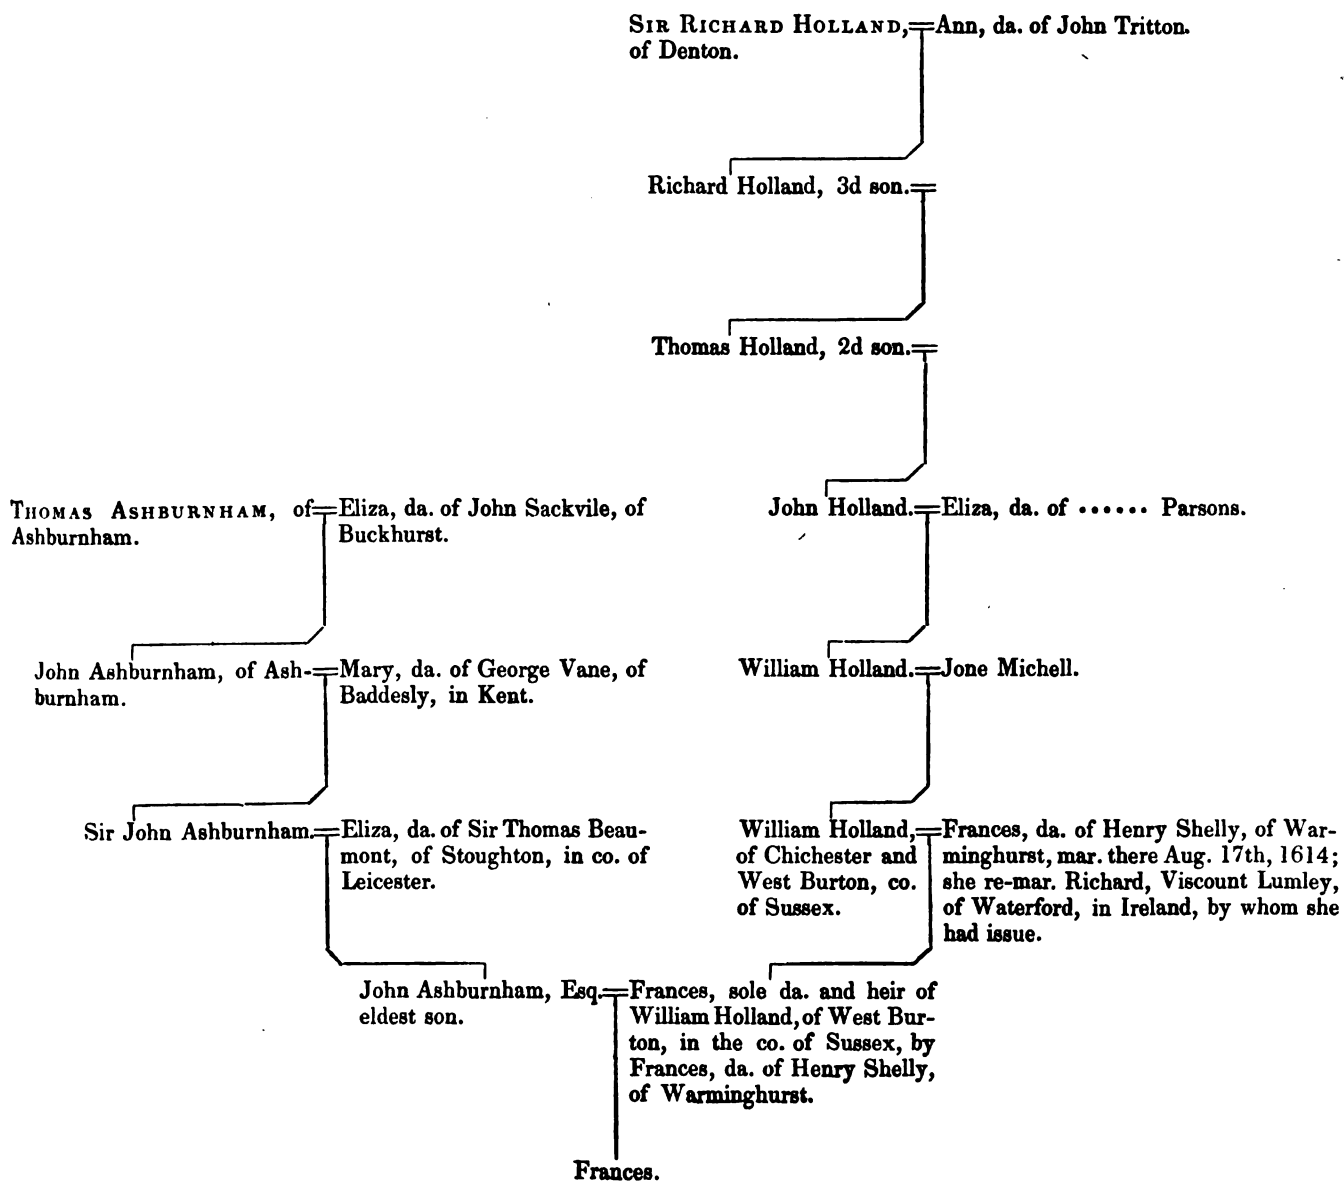 SIR RICHARD HOLLAND,=Ann, da. of John Tritton.
of Denton.
Richard Holland, 3d son.=
Thomas Holland, 2d son.=
THOMAS ASHBURNHAM, of=Eliza, da. of John Sackvile, of
Ashburnham.
Buckhurst.
John Holland.=Eliza, da. of ...... Parsons.
John Ashburnham, of Ash-=Mary, da. of George Vane, of
burnham.
Baddesly, in Kent.
William Holland.=Jone Michell.
Sir John Ashburnham.=Eliza, da. of Sir Thomas Beau-
mont, of Stoughton, in co. of
Leicester.
William Holland,=
of Chichester and
West Burton, co.
of Sussex.
Frances, da. of Henry Shelly, of War-
minghurst, mar. there Aug. 17th, 1614;
she re-mar. Richard, Viscount Lumley,
of Waterford, in Ireland, by whom she
had issue.
John Ashburnham, Esq.=
eldest son.
Frances, sole da. and heir of
William Holland, of West Bur-
ton, in the co. of Sussex, by
Frances, da. of Henry Shelly,
of Warminghurst.
Frances.